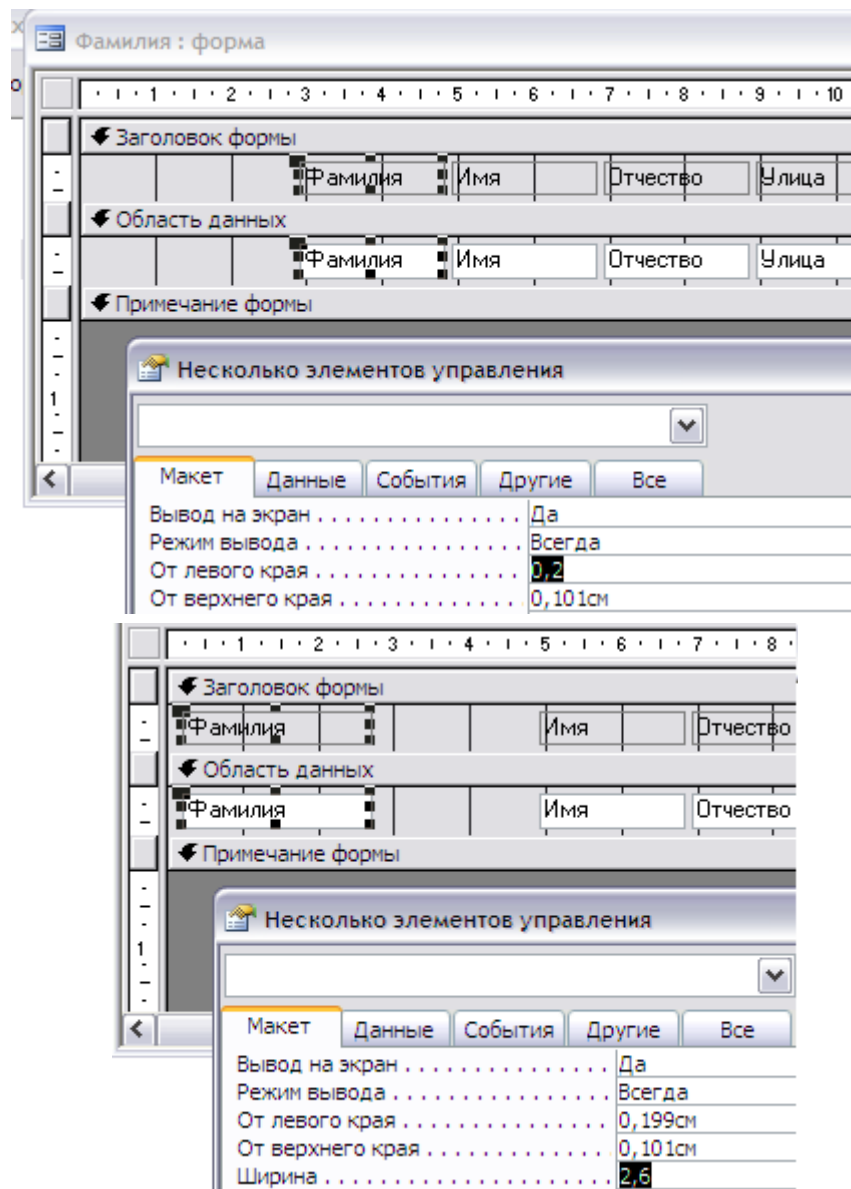 Фамилия : форма
· ı · 1 · ı · 2 · ı · 3 · ı · 4 · ı · 5 · ı · 6 · ı · 7 · ı · 8 · ı · 9 · ı · 10
Заголовок формы
Фамилия Имя Отчество Улица
Область данных
Фамилия Имя Отчество Улица
Примечание формы
1
Несколько элементов управления
Макет Данные События Другие Все
Вывод на экран . . . . . . . . . . . . . . . . Да
Режим вывода . . . . . . . . . . . . . . . . . Всегда
От левого края . . . . . . . . . . . . . . . . 0,2
От верхнего края . . . . . . . . . . . . . . 0,101см
· ı · 1 · ı · 2 · ı · 3 · ı · 4 · ı · 5 · ı · 6 · ı · 7 · ı · 8 ·
Заголовок формы
Фамилия Имя Отчество
Область данных
Фамилия Имя Отчество
Примечание формы
1
Несколько элементов управления
Макет Данные События Другие Все
Вывод на экран . . . . . . . . . . . . . . . . Да
Режим вывода . . . . . . . . . . . . . . . . . Всегда
От левого края . . . . . . . . . . . . . . . . 0,199см
От верхнего края . . . . . . . . . . . . . . 0,101см
Ширина . . . . . . . . . . . . . . . . . . . . . . 2,6